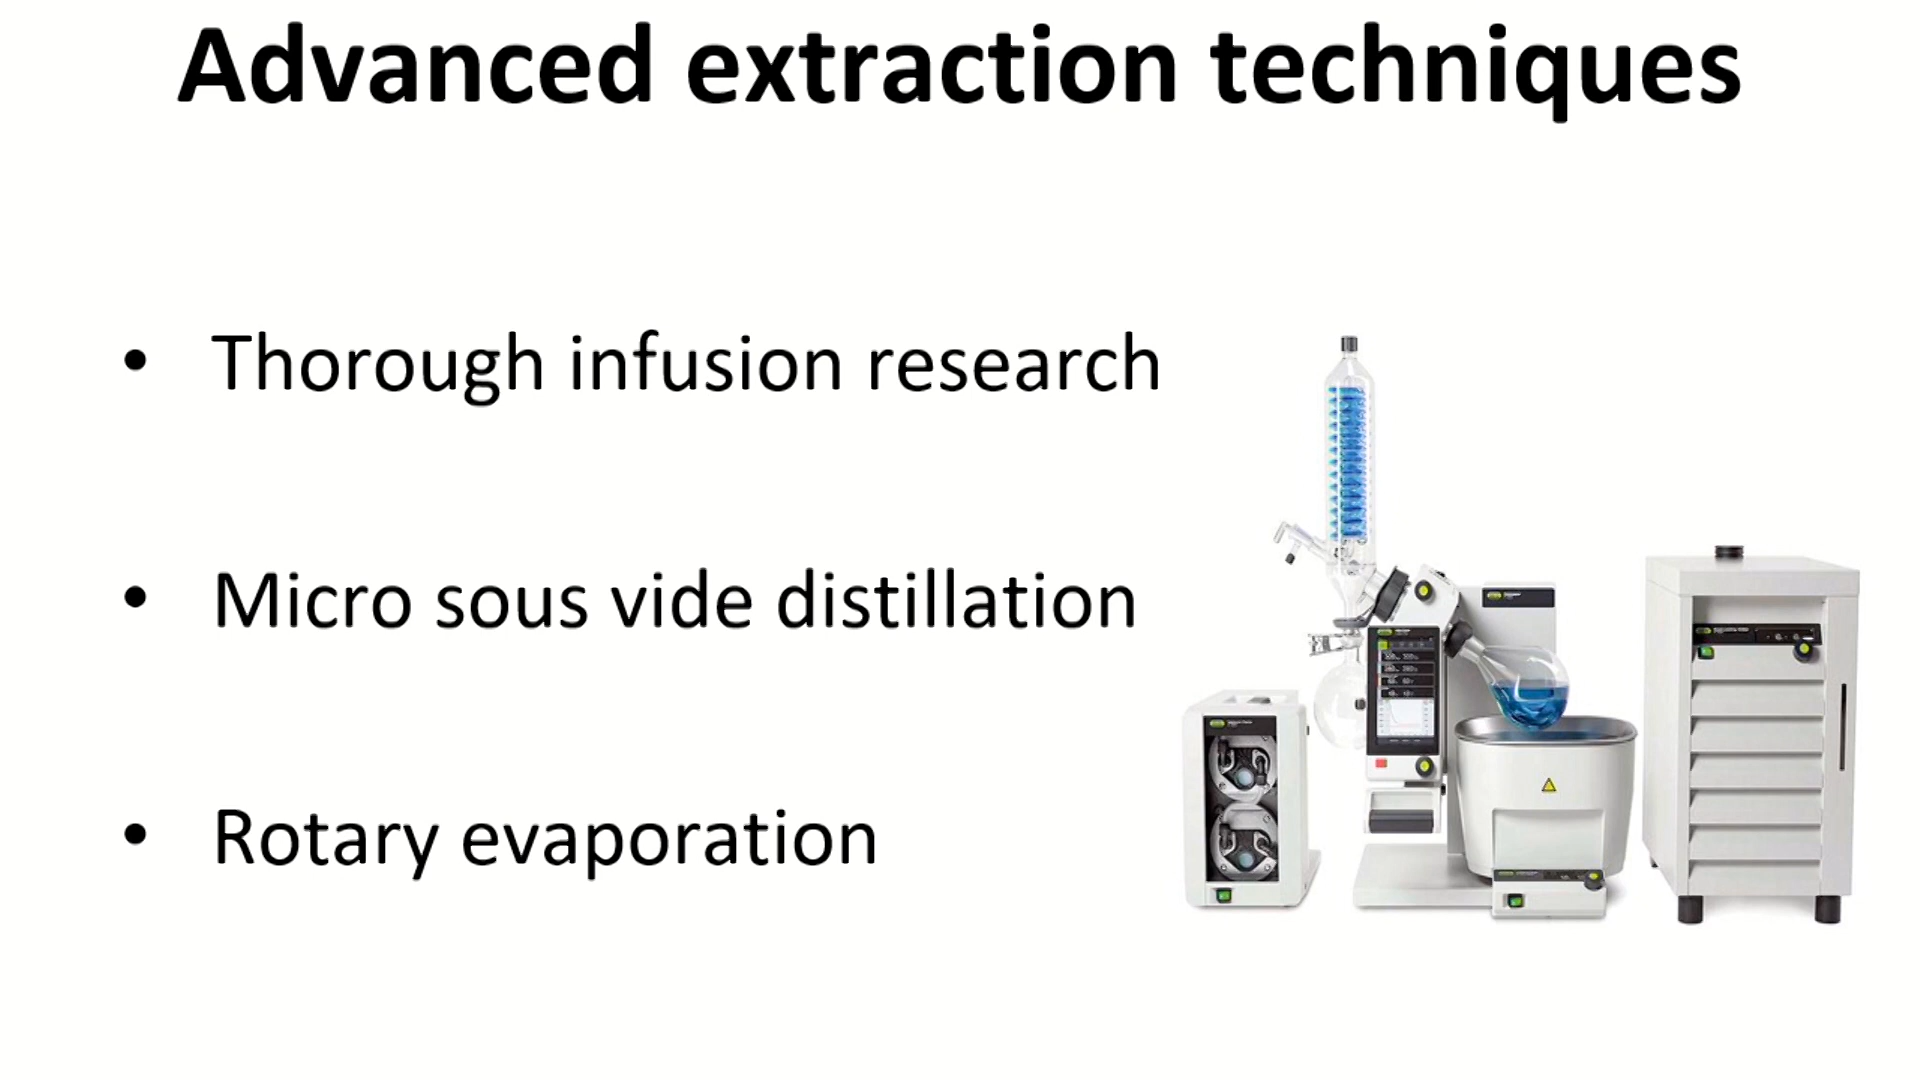 Advanced extraction techniques
• Thorough infusion research
• Micro sous vide distillation
• Rotary evaporation